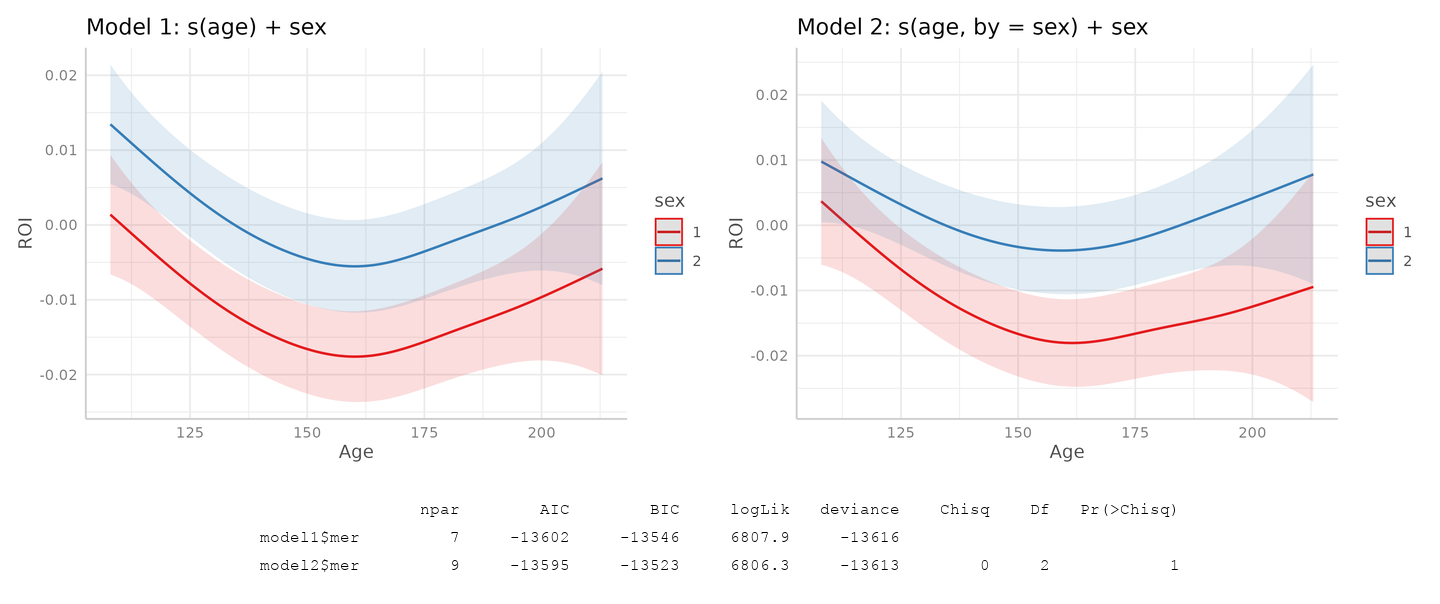 Model 1: s(age) + sex
0.02
0.01
0.00
-0.01
-0.02
ROI
125 150 175 200
Age
sex
1
2
Model 2: s(age, by = sex) + sex
0.02
0.01
0.00
-0.01
-0.02
ROI
125 150 175 200
Age
sex
1
2
npar AIC BIC logLik deviance Chisq Df Pr(>Chisq)
model1$mer 7 -13602 -13546 6807.9 -13616
model2$mer 9 -13595 -13523 6806.3 -13613 0 2 1